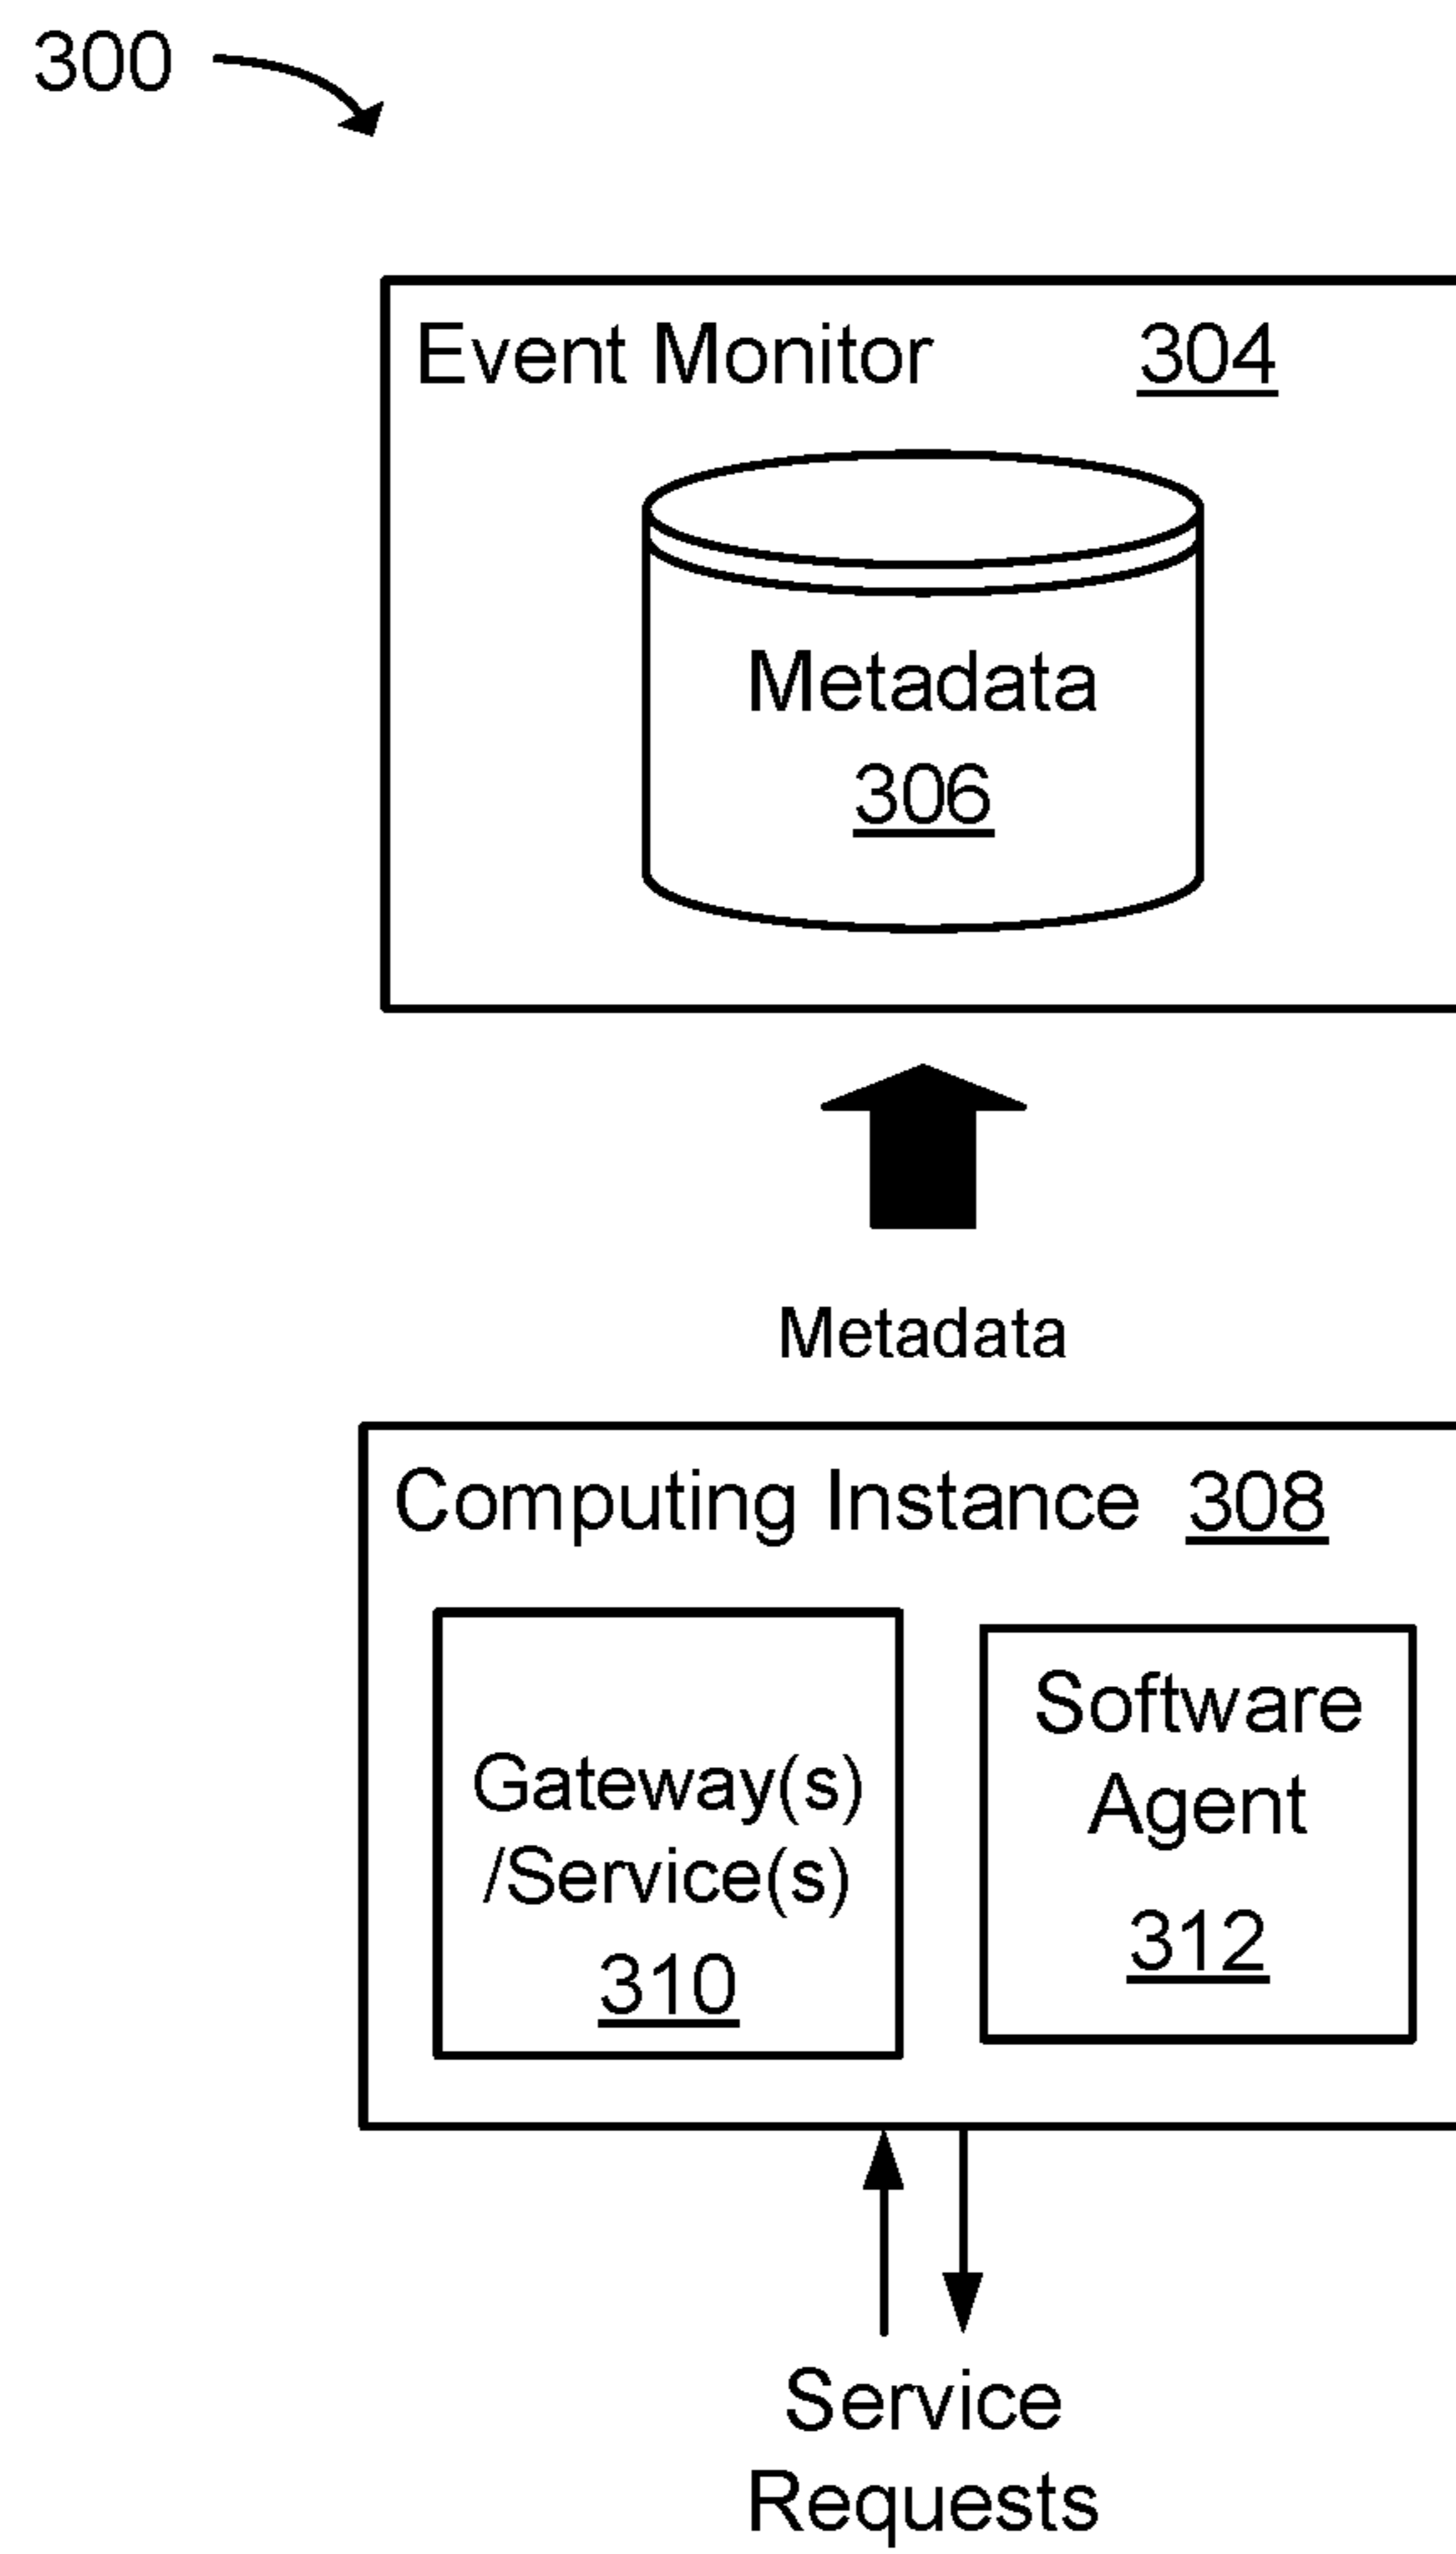 300
Event Monitor 304
Metadata
306
Metadata
Computing Instance 308
Gateway(s)
/Service(s)
310
Software
Agent
312
Service
Requests